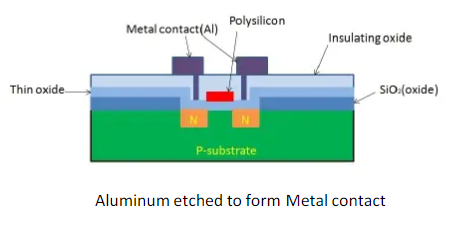 Metal contact(Al)
Polysilicon
Insulating oxide
Thin oxide
SiO₂(oxide)
N
N
P-substrate
Aluminum etched to form Metal contact